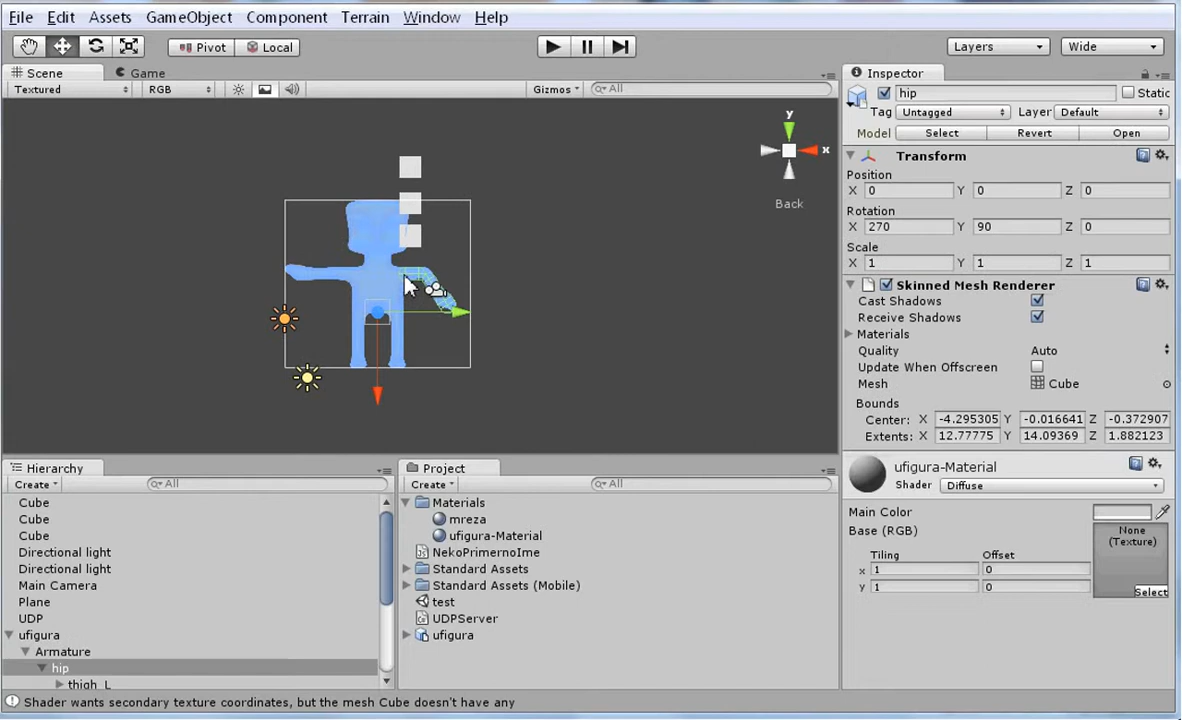 File Edit Assets GameObject Component Terrain Window Help
Pivot Local Layers Wide
Scene Game
Textured RGB Gizmos All
y
x
Back
Hierarchy
Create All
Cube
Cube
Cube
Directional light
Directional light
Main Camera
Plane
UDP
ufigura
Armature
hip
thigh_L
Project
Create All
Materials
mreza
ufigura-Material
NekoPrimernoIme
Standard Assets
Standard Assets (Mobile)
test
UDPServer
ufigura
Inspector
hip Static
Tag Untagged Layer Default
Model Select Revert Open
Transform
Position
X 0 Y 0 Z 0
Rotation
X 270 Y 90 Z 0
Scale
X 1 Y 1 Z 1
Skinned Mesh Renderer
Cast Shadows
Receive Shadows
Materials
Quality Auto
Update When Offscreen
Mesh Cube
Bounds
Center: X -4.295305 Y -0.016641 Z -0.372907
Extents: X 12.77775 Y 14.09369 Z 1.882123
ufigura-Material
Shader Diffuse
Main Color
Base (RGB)
None
(Texture)
Tiling Offset
x 1 0
y 1 0
Select
Shader wants secondary texture coordinates, but the mesh Cube doesn't have any